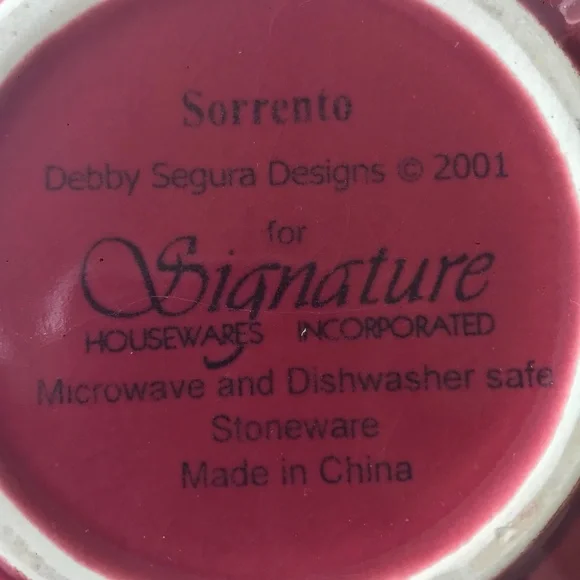 Sorrento
Debby Segura Designs © 2001
for
Signature
HOUSEWARES INCORPORATED
Microwave and Dishwasher safe
Stoneware
Made in China